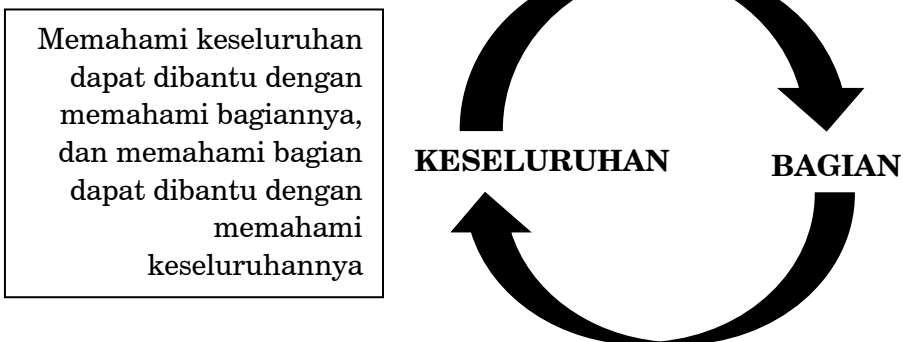 Memahami keseluruhan
dapat dibantu dengan
memahami bagiannya,
dan memahami bagian
dapat dibantu dengan
memahami
keseluruhannya
KESELURUHAN
BAGIAN